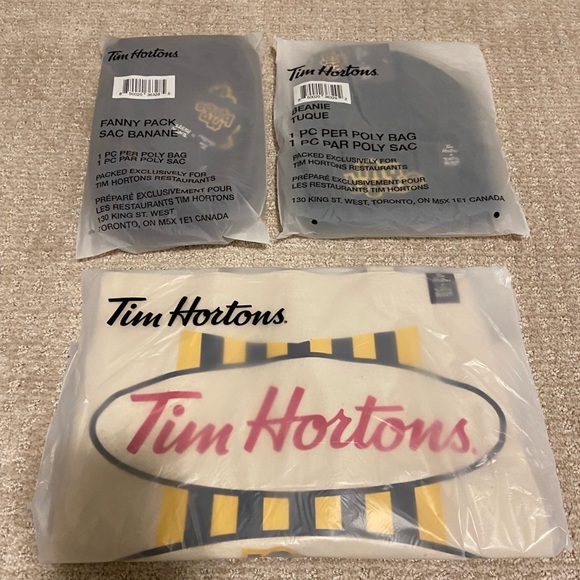 Tim Hortons.
FANNY PACK
SAC BANANE
1 PC PER POLY BAG
1 PC PAR POLY SAC
PACKED EXCLUSIVELY FOR
TIM HORTONS RESTAURANTS
PRÉPARÉ EXCLUSIVEMENT POUR
LES RESTAURANTS TIM HORTONS
130 KING ST. WEST,
TORONTO, ON M5X 1E1 CANADA
Tim Hortons.
BEANIE
TUQUE
1 PC PER POLY BAG
1 PC PAR POLY SAC
PACKED EXCLUSIVELY FOR
TIM HORTONS RESTAURANTS
PRÉPARÉ EXCLUSIVEMENT POUR
LES RESTAURANTS TIM HORTONS
130 KING ST. WEST, TORONTO, ON M5X 1E1 CANADA
Tim Hortons.
Tim Hortons.